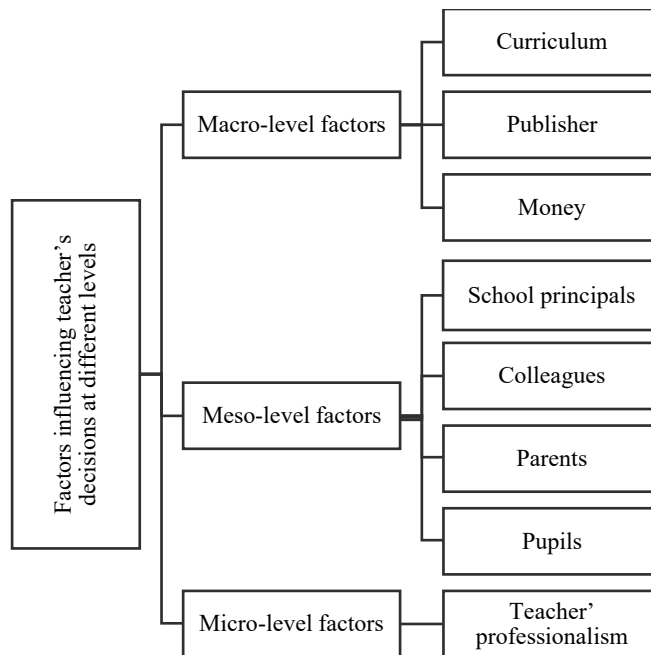 Factors influencing teacher’s
decisions at different levels
Macro-level factors
Curriculum
Publisher
Money
Meso-level factors
School principals
Colleagues
Parents
Pupils
Micro-level factors
Teacher’
professionalism